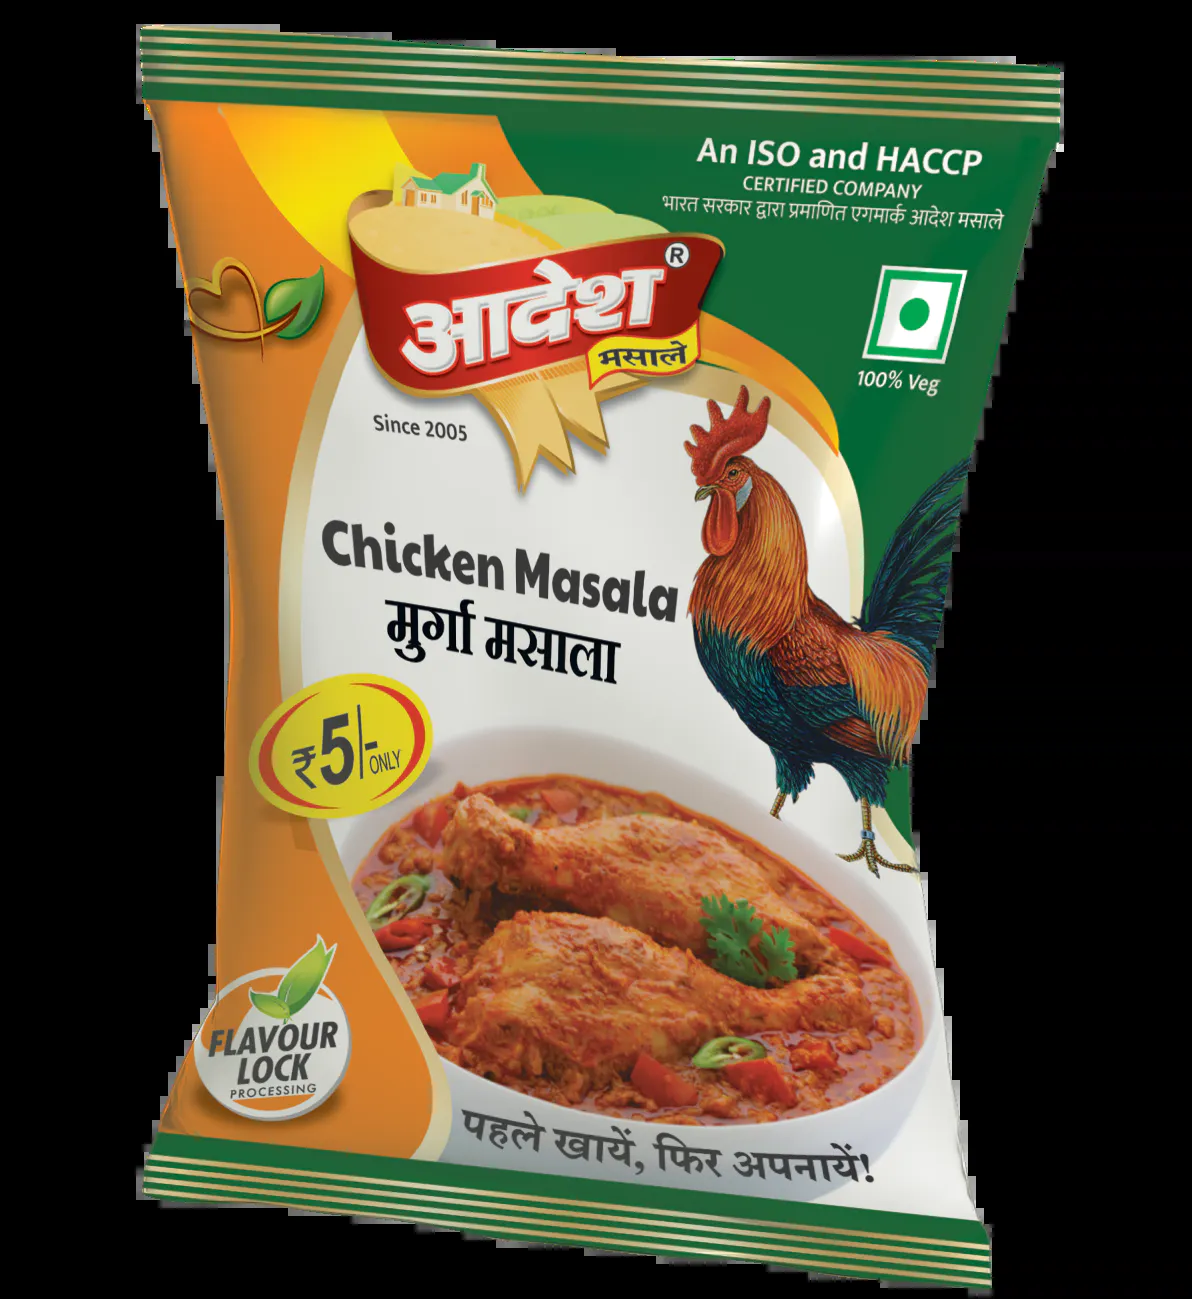 An ISO and HACCP
CERTIFIED COMPANY
भारत सरकार द्वारा प्रमाणित एगमार्क आदेश मसाले
आदेश ®
मसाले
100% Veg
Since 2005
Chicken Masala
मुर्गा मसाला
₹5/-
ONLY
FLAVOUR
LOCK
PROCESSING
पहले खायें, फिर अपनायें!